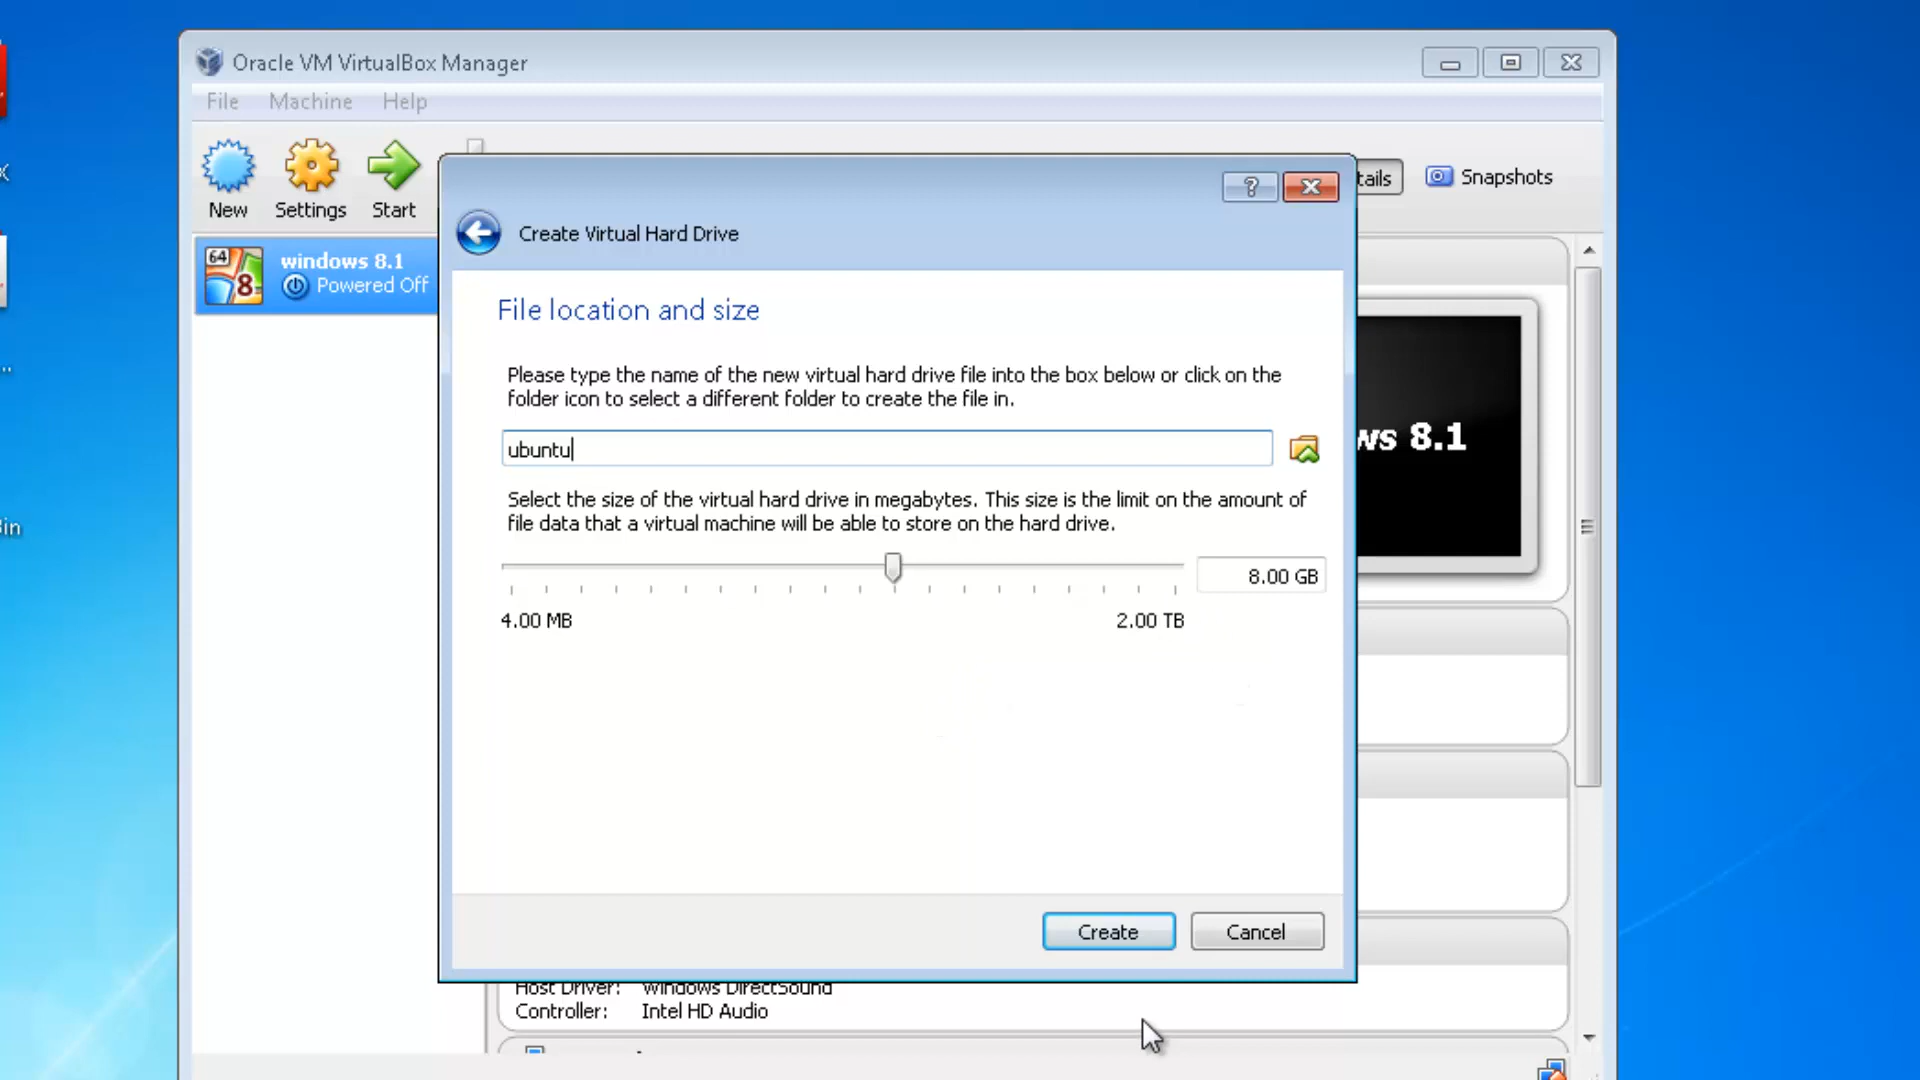 Oracle VM VirtualBox Manager
File Machine Help
New Settings Start
tails Snapshots
64
8
windows 8.1
Powered Off
Create Virtual Hard Drive
File location and size
Please type the name of the new virtual hard drive file into the box below or click on the
folder icon to select a different folder to create the file in.
ubuntu
Select the size of the virtual hard drive in megabytes. This size is the limit on the amount of
file data that a virtual machine will be able to store on the hard drive.
8.00 GB
4.00 MB 2.00 TB
Create Cancel
ws 8.1
Host Driver: Windows DirectSound
Controller: Intel HD Audio
in